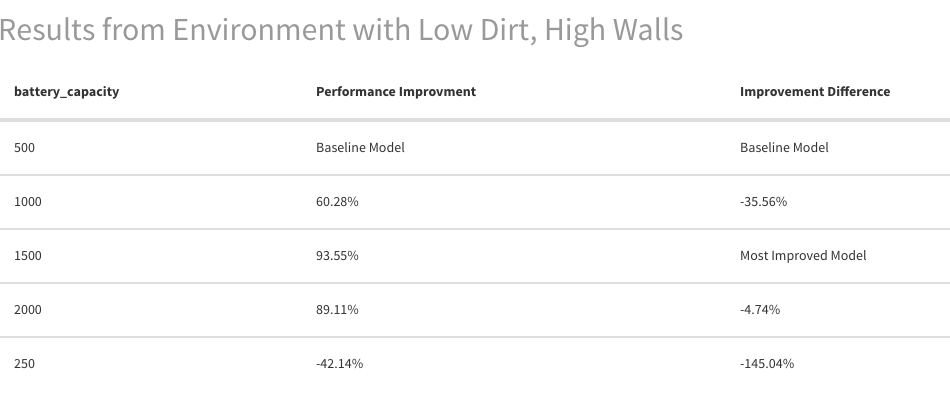 Results from Environment with Low Dirt, High Walls
battery_capacity Performance Improvment Improvement Difference
500 Baseline Model Baseline Model
1000 60.28% -35.56%
1500 93.55% Most Improved Model
2000 89.11% -4.74%
250 -42.14% -145.04%